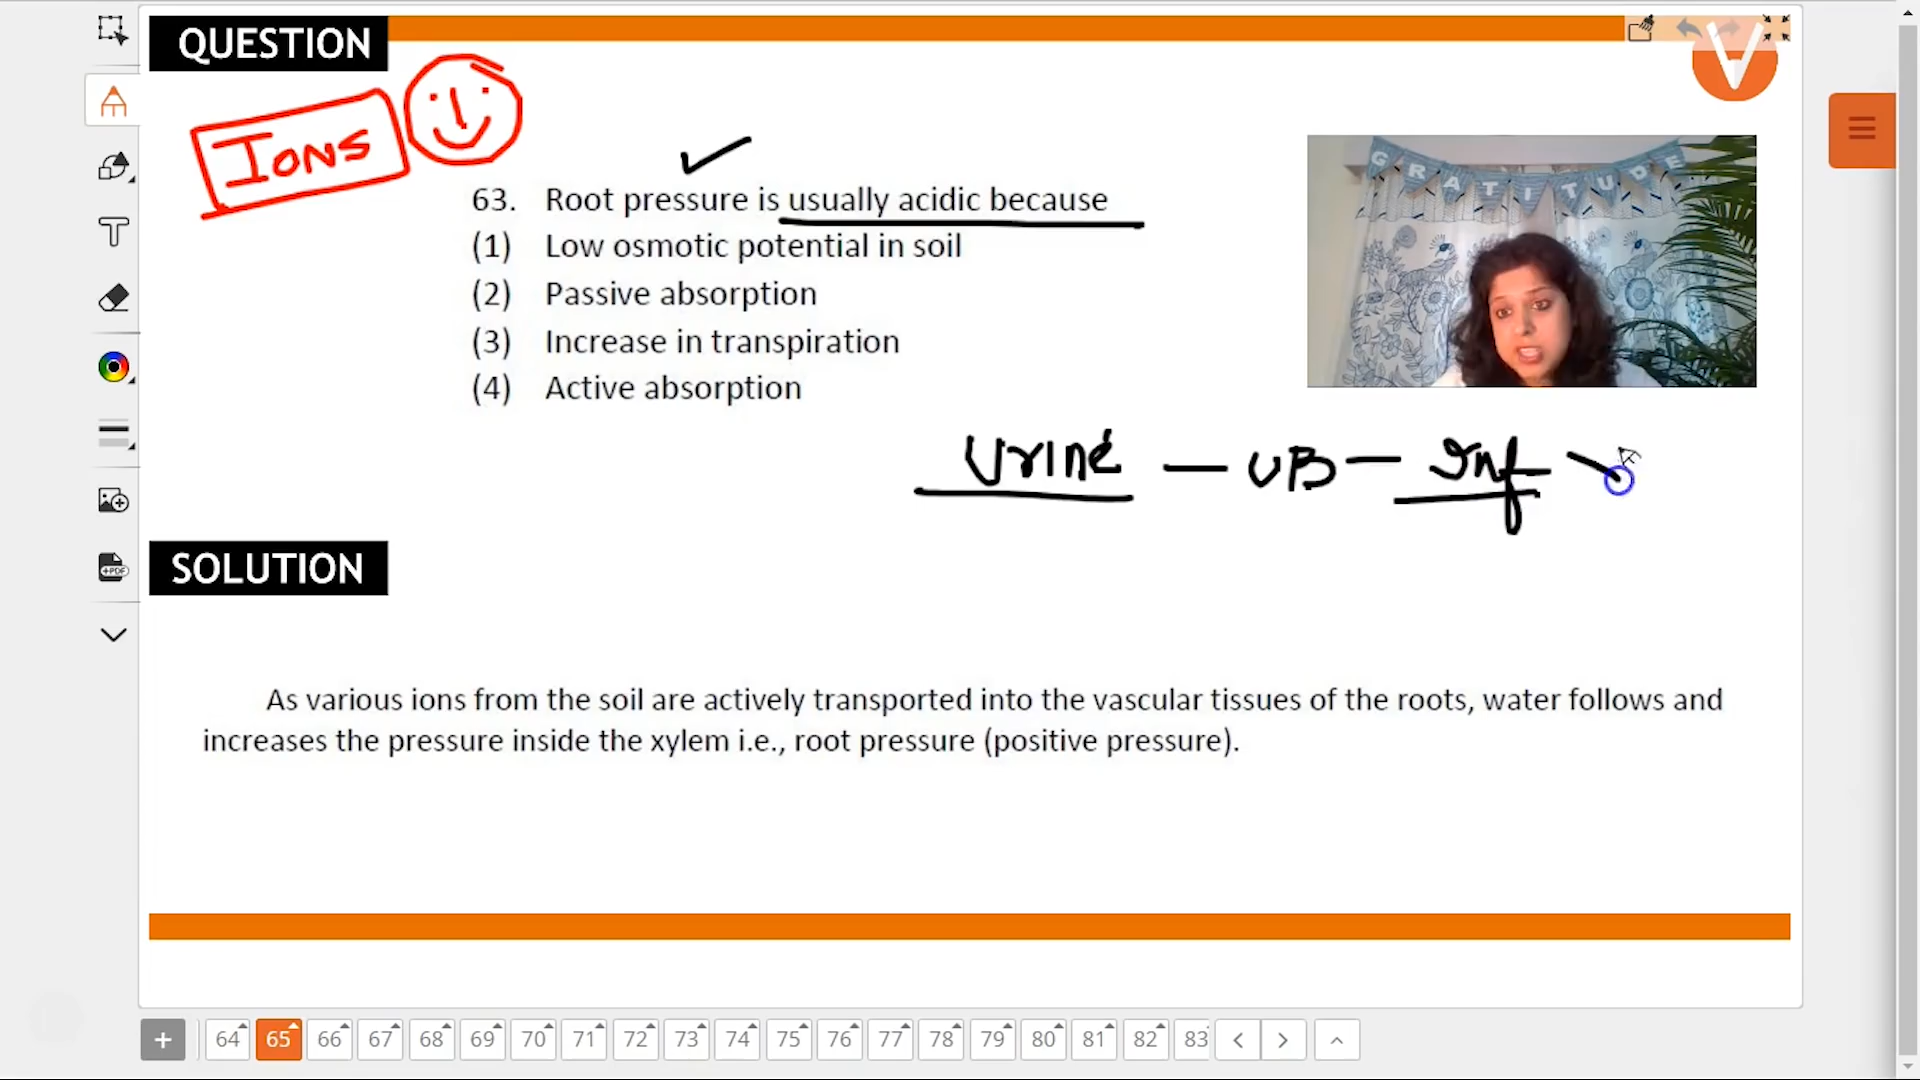 QUESTION
IONS
GRATITUDE
63. Root pressure is usually acidic because
(1) Low osmotic potential in soil
(2) Passive absorption
(3) Increase in transpiration
(4) Active absorption
Urine — UB — Inf
SOLUTION
As various ions from the soil are actively transported into the vascular tissues of the roots, water follows and
increases the pressure inside the xylem i.e., root pressure (positive pressure).
+ 64 65 66 67 68 69 70 71 72 73 74 75 76 77 78 79 80 81 82 83